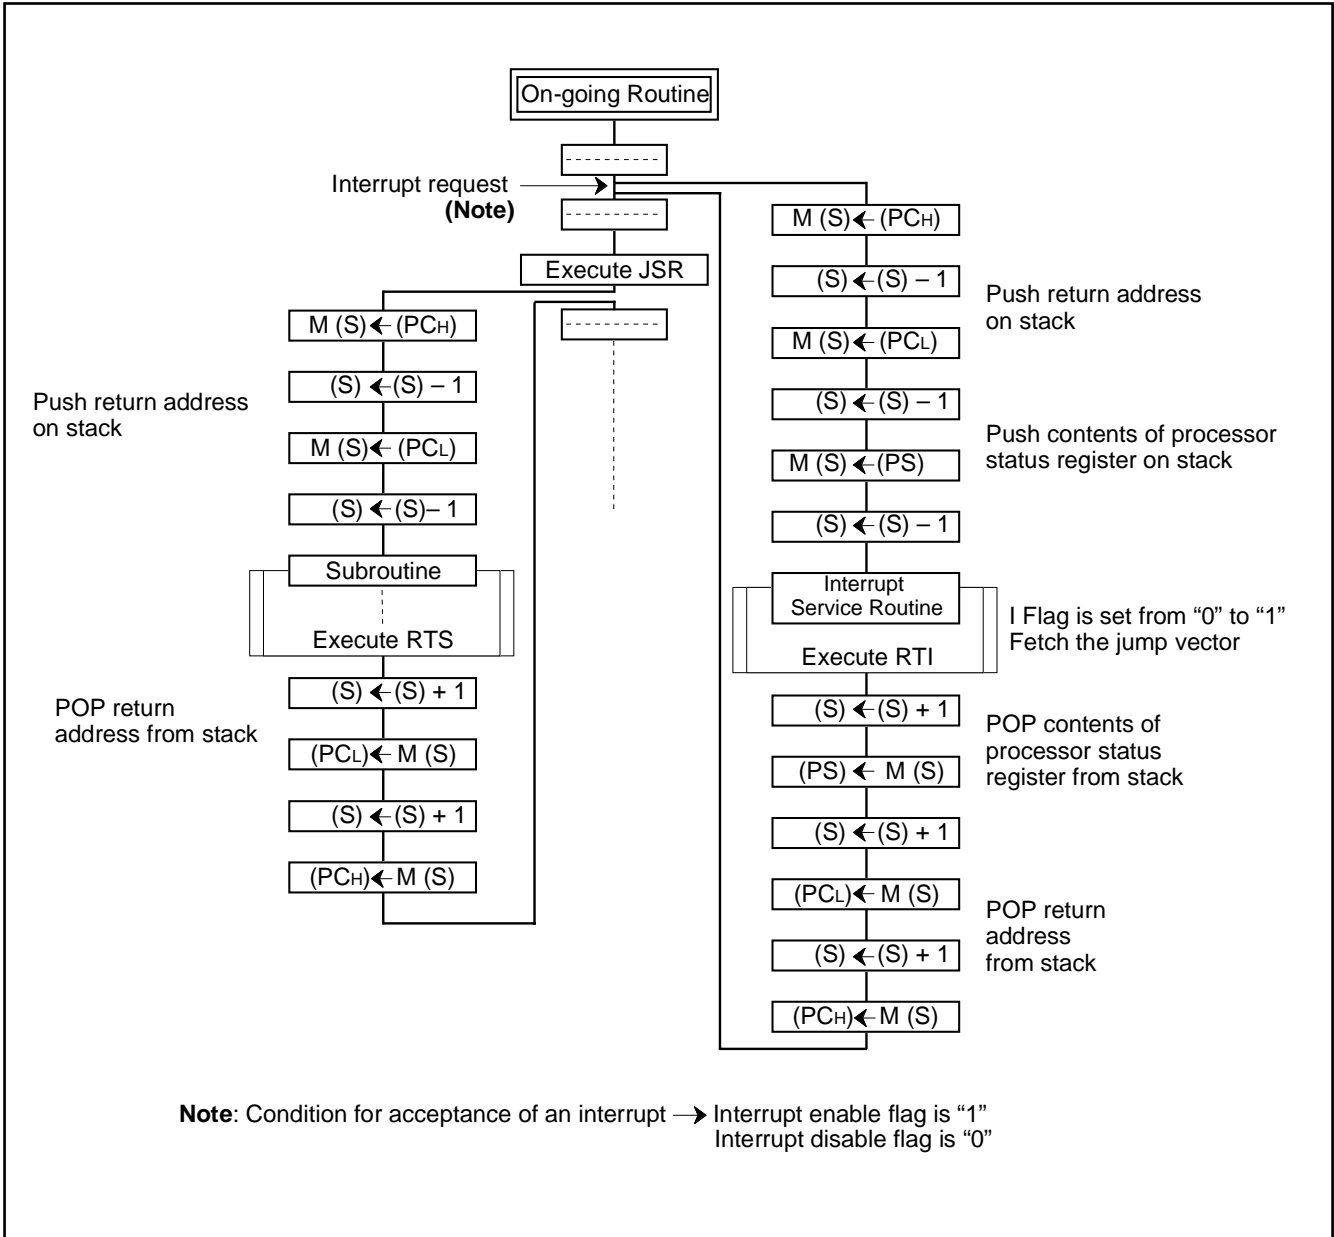 On-going Routine
Interrupt request
(Note)
Execute JSR
M (S) ← (PCH)
(S) ← (S) – 1
M (S) ← (PCL)
(S) ← (S) – 1
Push return address
on stack
Subroutine
Execute RTS
(S) ← (S) + 1
(PCL) ← M (S)
(S) ← (S) + 1
(PCH) ← M (S)
POP return
address from stack
M (S) ← (PCH)
(S) ← (S) – 1
M (S) ← (PCL)
(S) ← (S) – 1
M (S) ← (PS)
(S) ← (S) – 1
Push return address
on stack
Push contents of processor
status register on stack
Interrupt
Service Routine
Execute RTI
I Flag is set from “0” to “1”
Fetch the jump vector
(S) ← (S) + 1
(PS) ← M (S)
(S) ← (S) + 1
(PCL) ← M (S)
(S) ← (S) + 1
(PCH) ← M (S)
POP contents of
processor status
register from stack
POP return
address
from stack
Note: Condition for acceptance of an interrupt → Interrupt enable flag is “1”
Interrupt disable flag is “0”